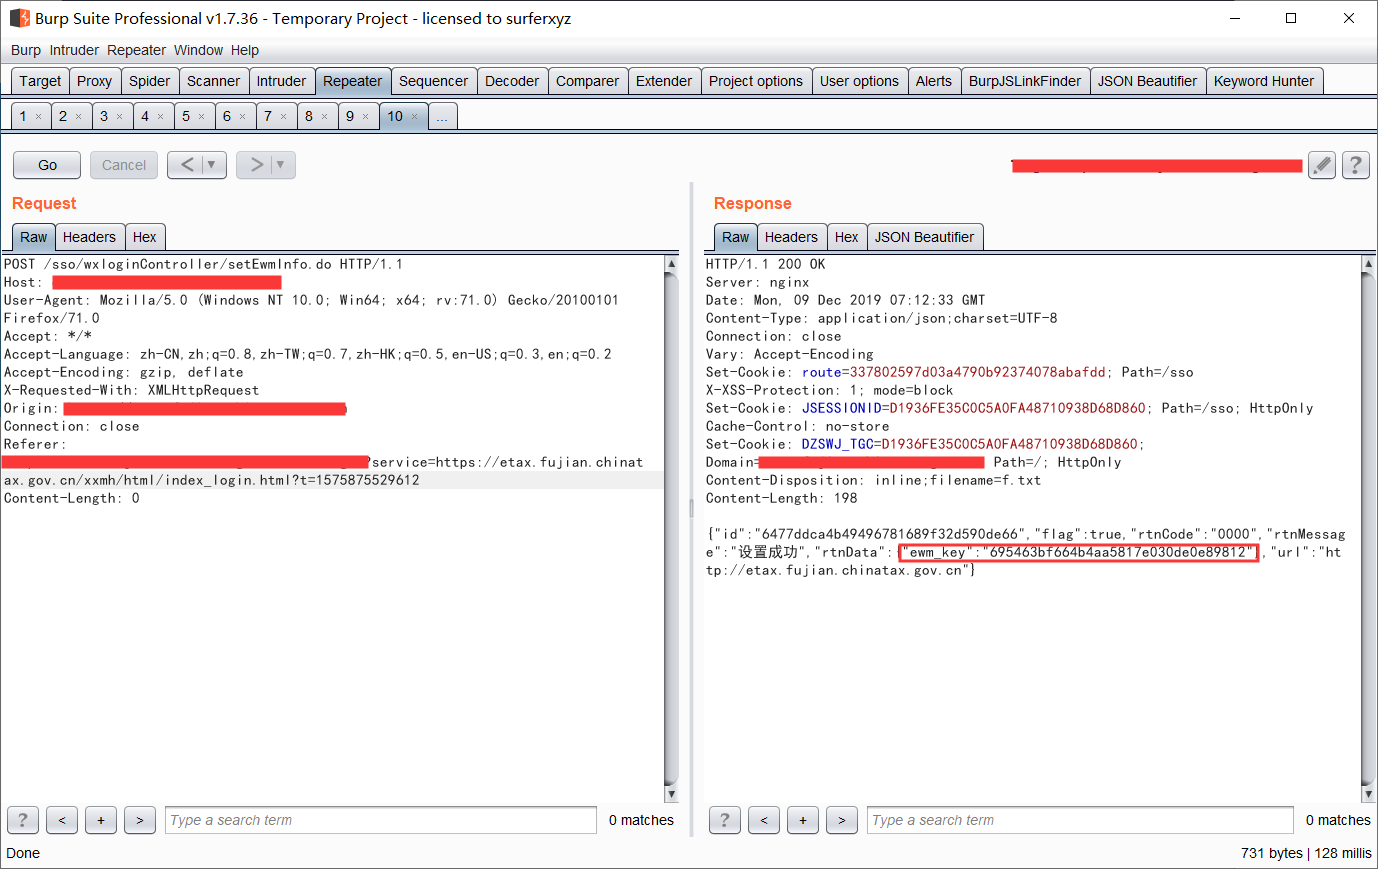 Burp Suite Professional v1.7.36 - Temporary Project - licensed to surferxyz
Burp Intruder Repeater Window Help
Target Proxy Spider Scanner Intruder Repeater Sequencer Decoder Comparer Extender Project options User options Alerts BurpJSLinkFinder JSON Beautifier Keyword Hunter
1 × 2 × 3 × 4 × 5 × 6 × 7 × 8 × 9 × 10 × ...
Go Cancel < | ▼ > | ▼ ?
Request
Raw Headers Hex
POST /sso/wxloginController/setEwmInfo.do HTTP/1.1
Host:
User-Agent: Mozilla/5.0 (Windows NT 10.0; Win64; x64; rv:71.0) Gecko/20100101
Firefox/71.0
Accept: */*
Accept-Language: zh-CN,zh;q=0.8,zh-TW;q=0.7,zh-HK;q=0.5,en-US;q=0.3,en;q=0.2
Accept-Encoding: gzip, deflate
X-Requested-With: XMLHttpRequest
Origin:
Connection: close
Referer:
?service=https://etax.fujian.chinat
ax.gov.cn/xxmh/html/index_login.html?t=1575875529612
Content-Length: 0
? < + > Type a search term 0 matches
Response
Raw Headers Hex JSON Beautifier
HTTP/1.1 200 OK
Server: nginx
Date: Mon, 09 Dec 2019 07:12:33 GMT
Content-Type: application/json;charset=UTF-8
Connection: close
Vary: Accept-Encoding
Set-Cookie: route=337802597d03a4790b92374078abafdd; Path=/sso
X-XSS-Protection: 1; mode=block
Set-Cookie: JSESSIONID=D1936FE35C0C5A0FA48710938D68D860; Path=/sso; HttpOnly
Cache-Control: no-store
Set-Cookie: DZSWJ_TGC=D1936FE35C0C5A0FA48710938D68D860;
Domain= Path=/; HttpOnly
Content-Disposition: inline;filename=f.txt
Content-Length: 198
{"id":"6477ddca4b49496781689f32d590de66","flag":true,"rtnCode":"0000","rtnMessag
e":"设置成功","rtnData":{"ewm_key":"695463bf664b4aa5817e030de0e89812"},"url":"ht
tp://etax.fujian.chinatax.gov.cn"}
? < + > Type a search term 0 matches
Done
731 bytes | 128 millis